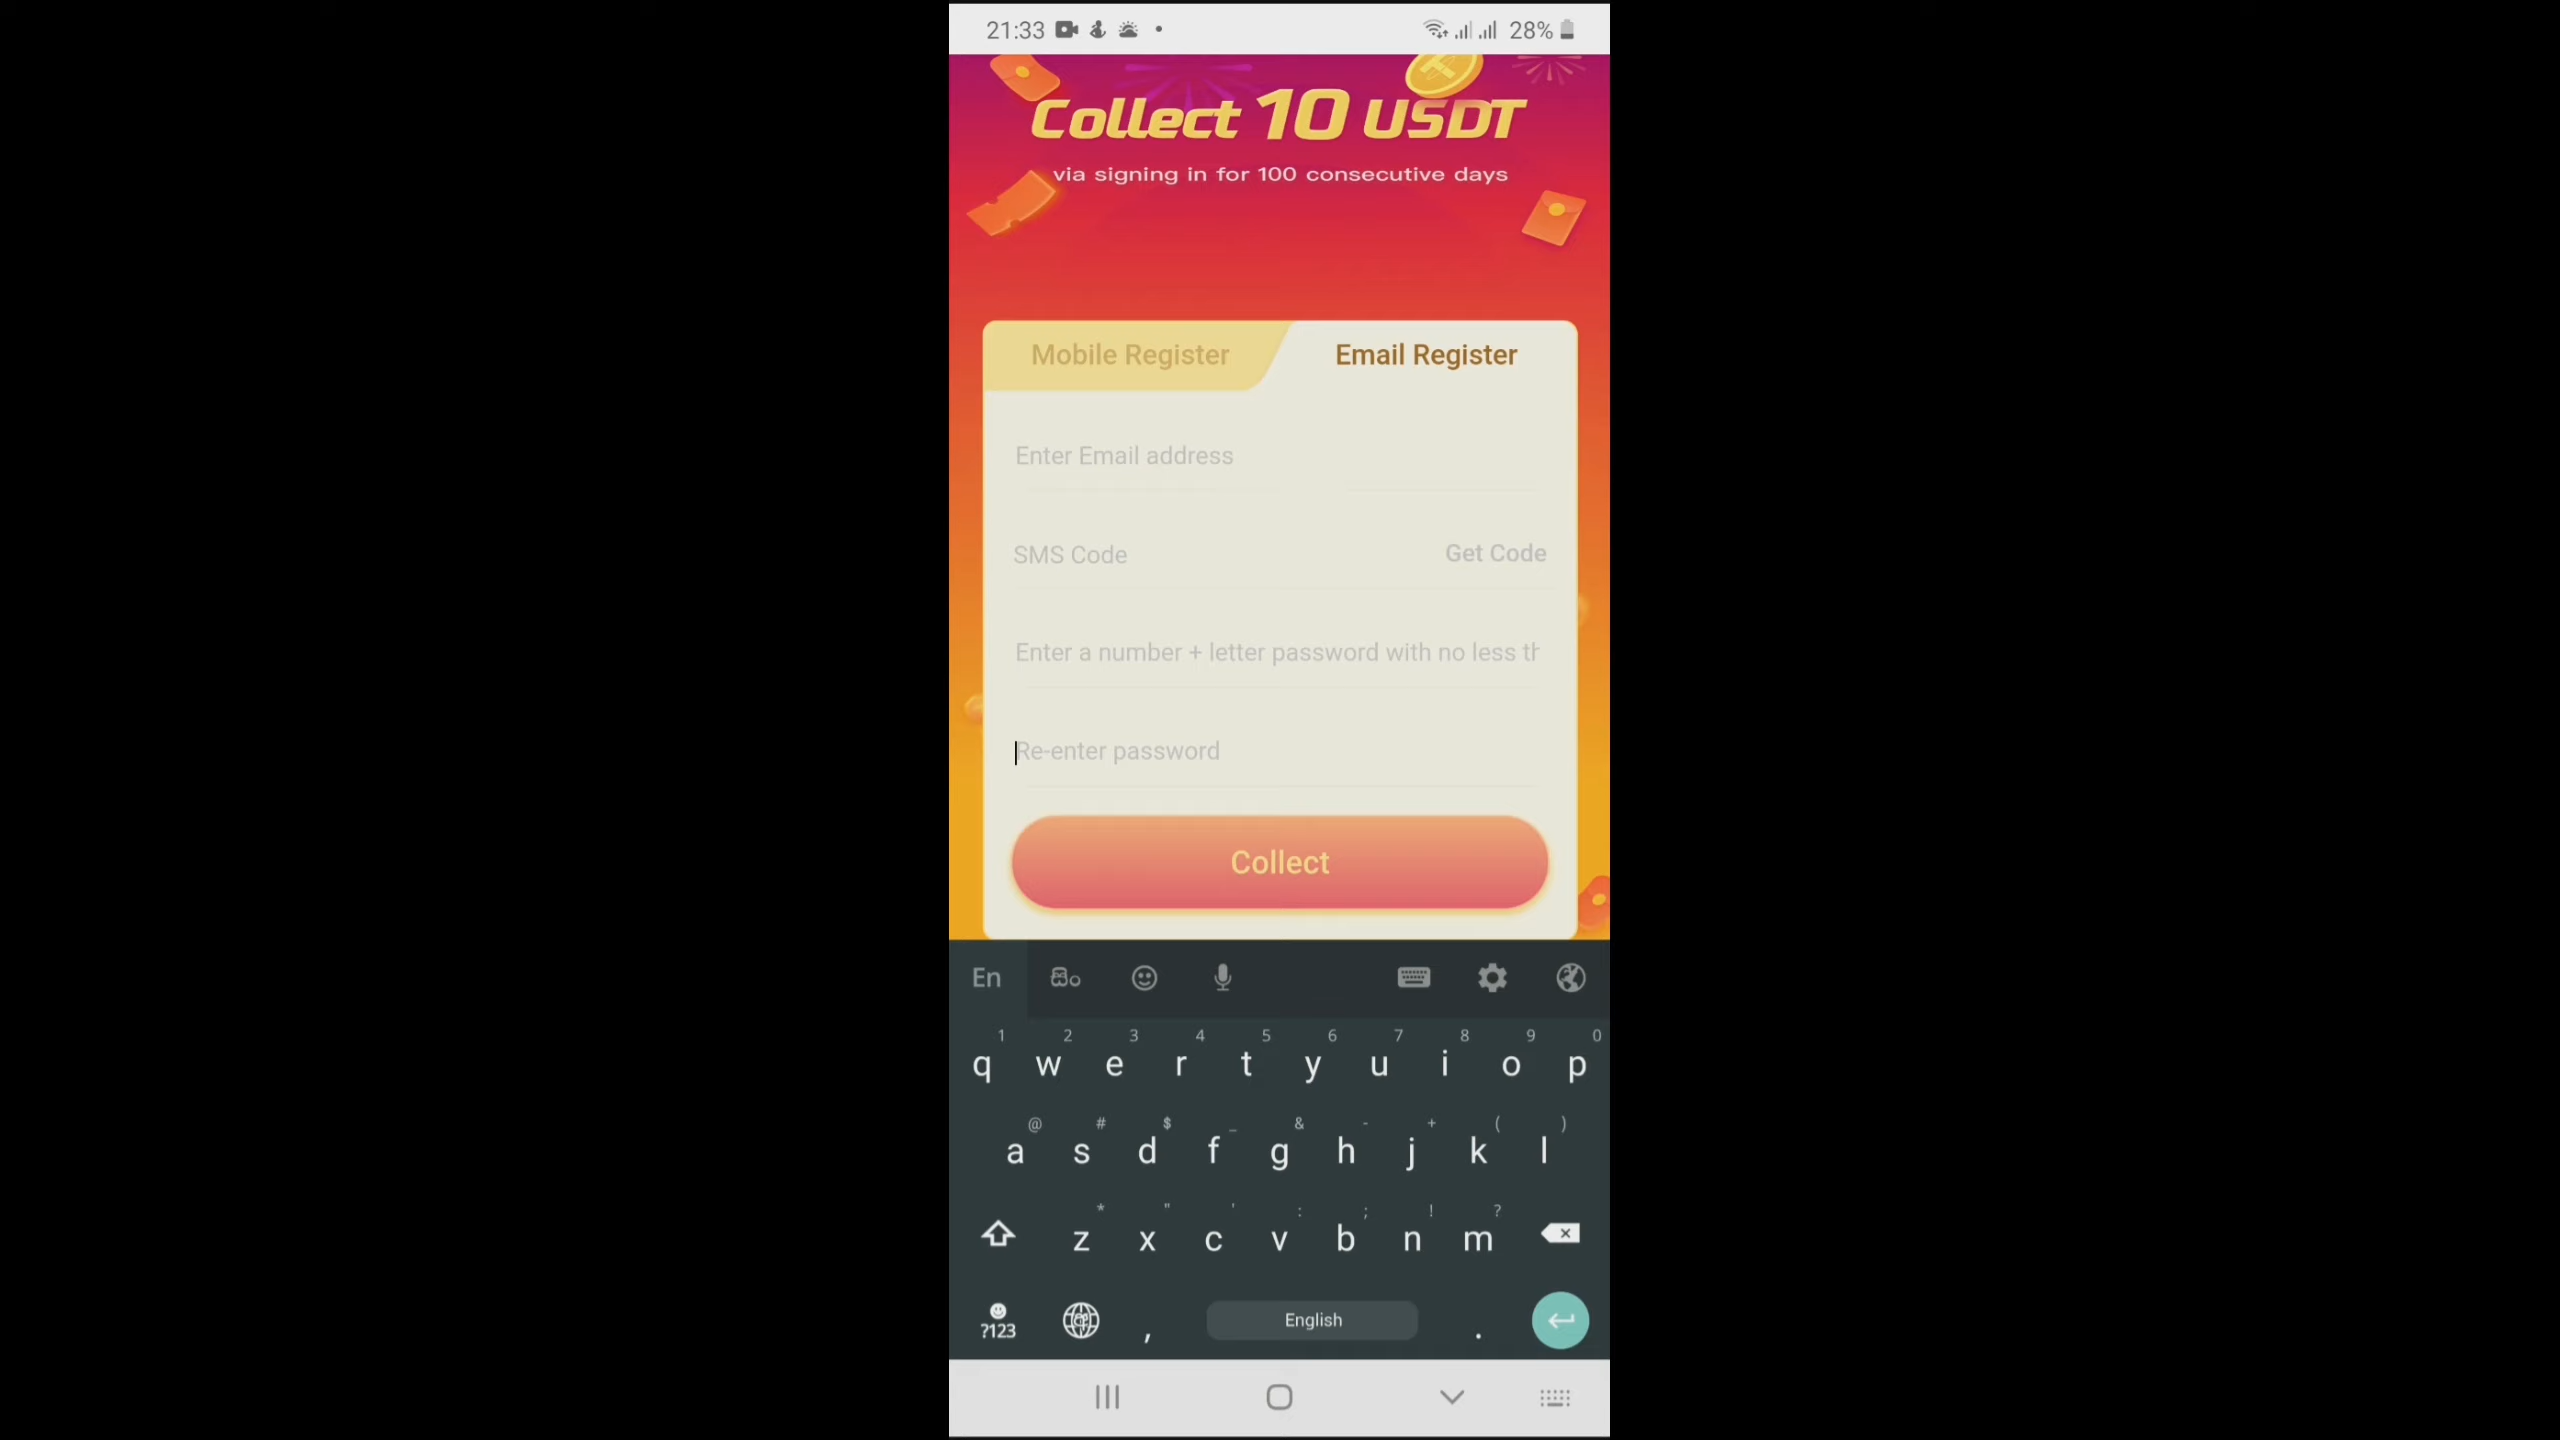 21:33
28%
Collect 10 USDT
via signing in for 100 consecutive days
Mobile Register
Email Register
Enter Email address
SMS Code
Get Code
Enter a number + letter password with no less th
Re-enter password
Collect
En
1 2 3 4 5 6 7 8 9 0
q w e r t y u i o p
@ # $ _ & - + ( )
a s d f g h j k l
* " ' : ; ! ?
z x c v b n m
?123 , English .